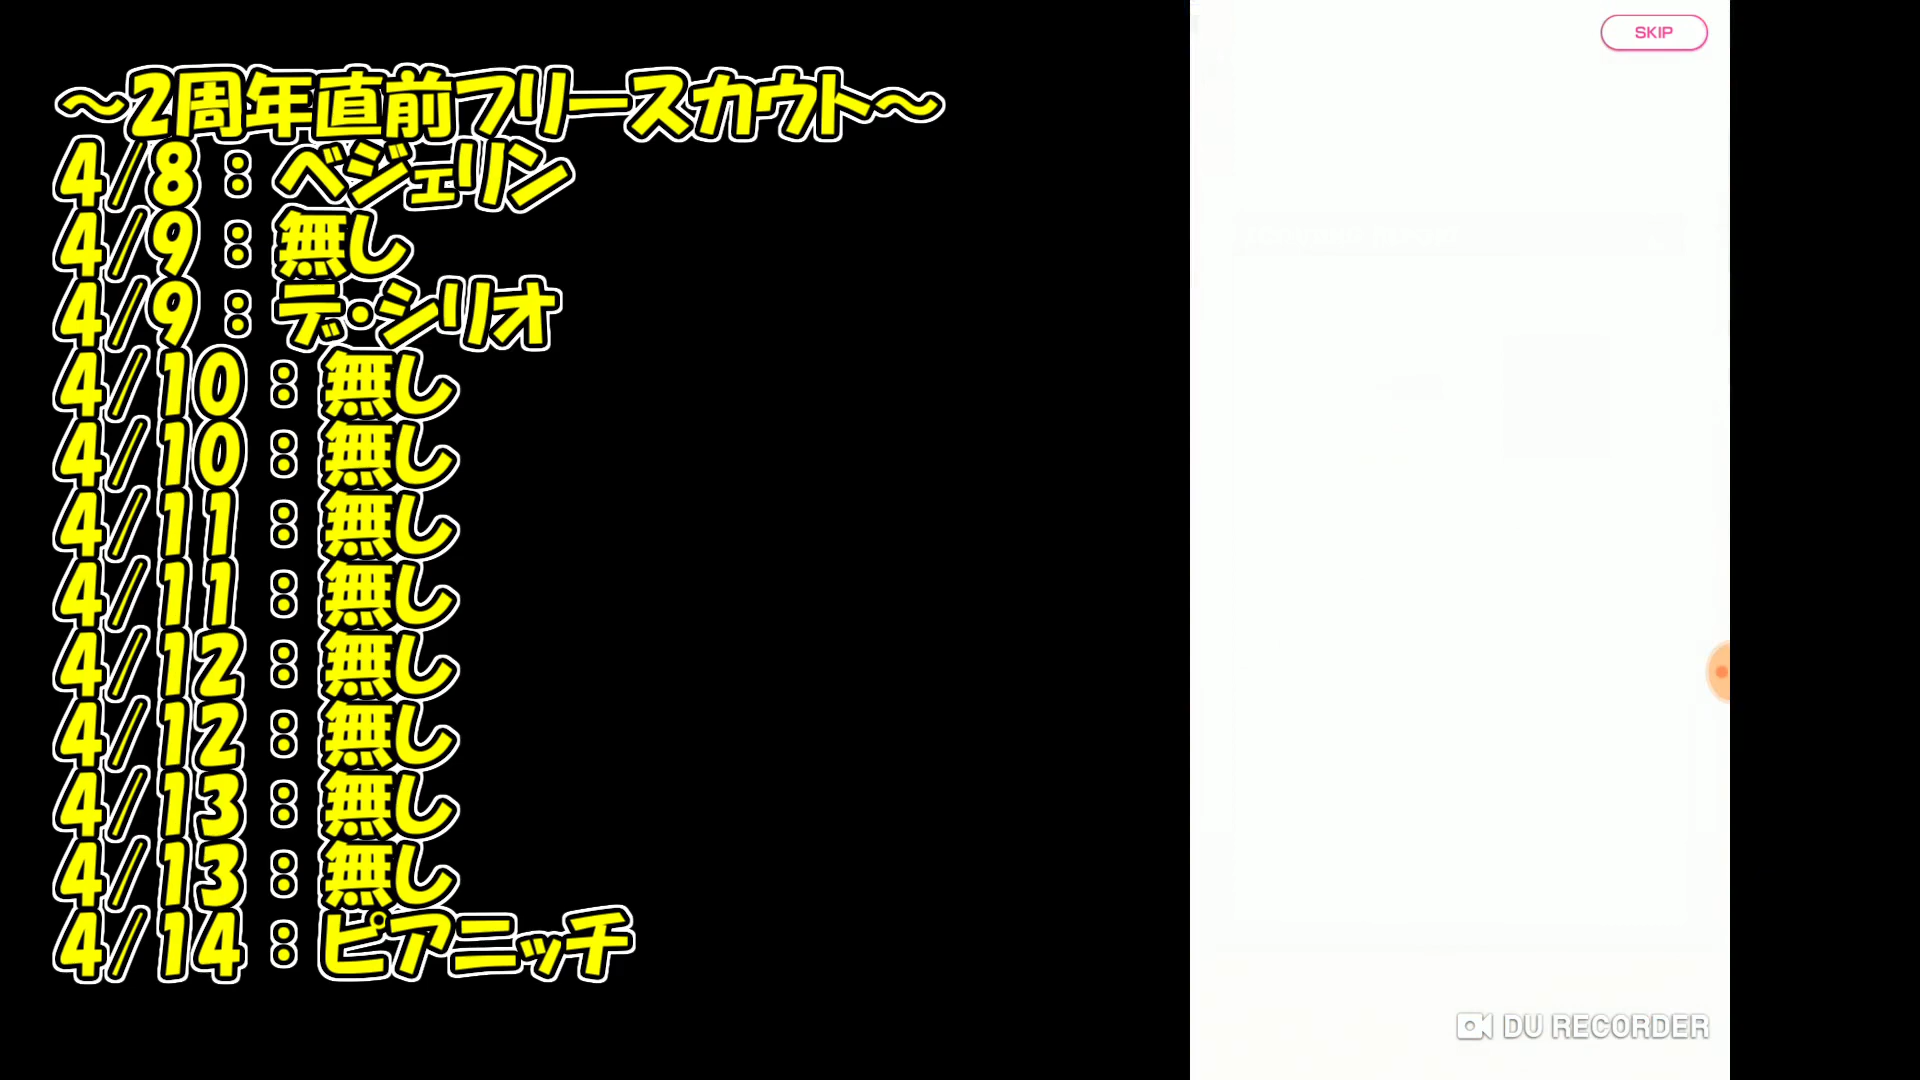 ～2周年直前フリースカウト～
4/8：ベジェリン
4/9：無し
4/9：デ・シリオ
4/10：無し
4/10：無し
4/11：無し
4/11：無し
4/12：無し
4/12：無し
4/13：無し
4/13：無し
4/14：ピアニッチ
SKIP
DU RECORDER